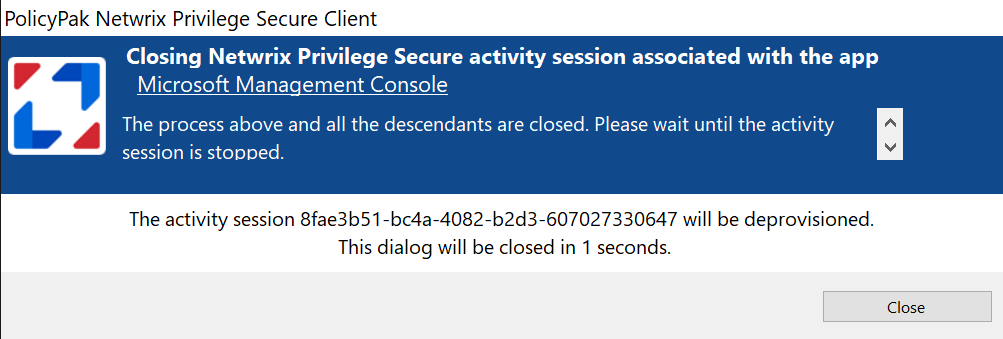 PolicyPak Netwrix Privilege Secure Client
Closing Netwrix Privilege Secure activity session associated with the app
Microsoft Management Console
The process above and all the descendants are closed. Please wait until the activity
session is stopped.
The activity session 8fae3b51-bc4a-4082-b2d3-607027330647 will be deprovisioned.
This dialog will be closed in 1 seconds.
Close